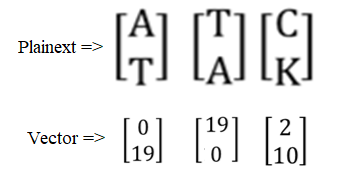 Plainext => [A T] [T A] [C K]
Vector => [0 19] [19 0] [2 10]